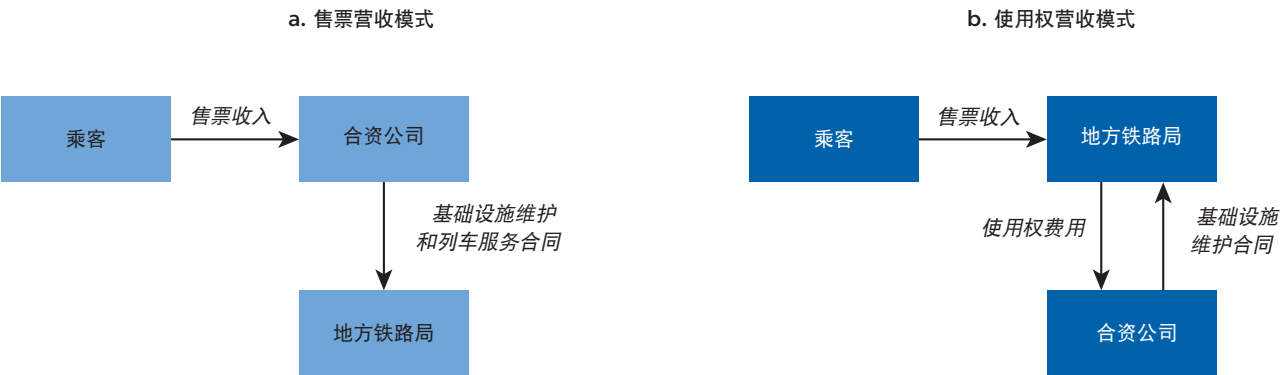 a. 售票营收模式
乘客
售票收入
合资公司
基础设施维护
和列车服务合同
地方铁路局
b. 使用权营收模式
乘客
售票收入
地方铁路局
使用权费用
基础设施
维护合同
合资公司